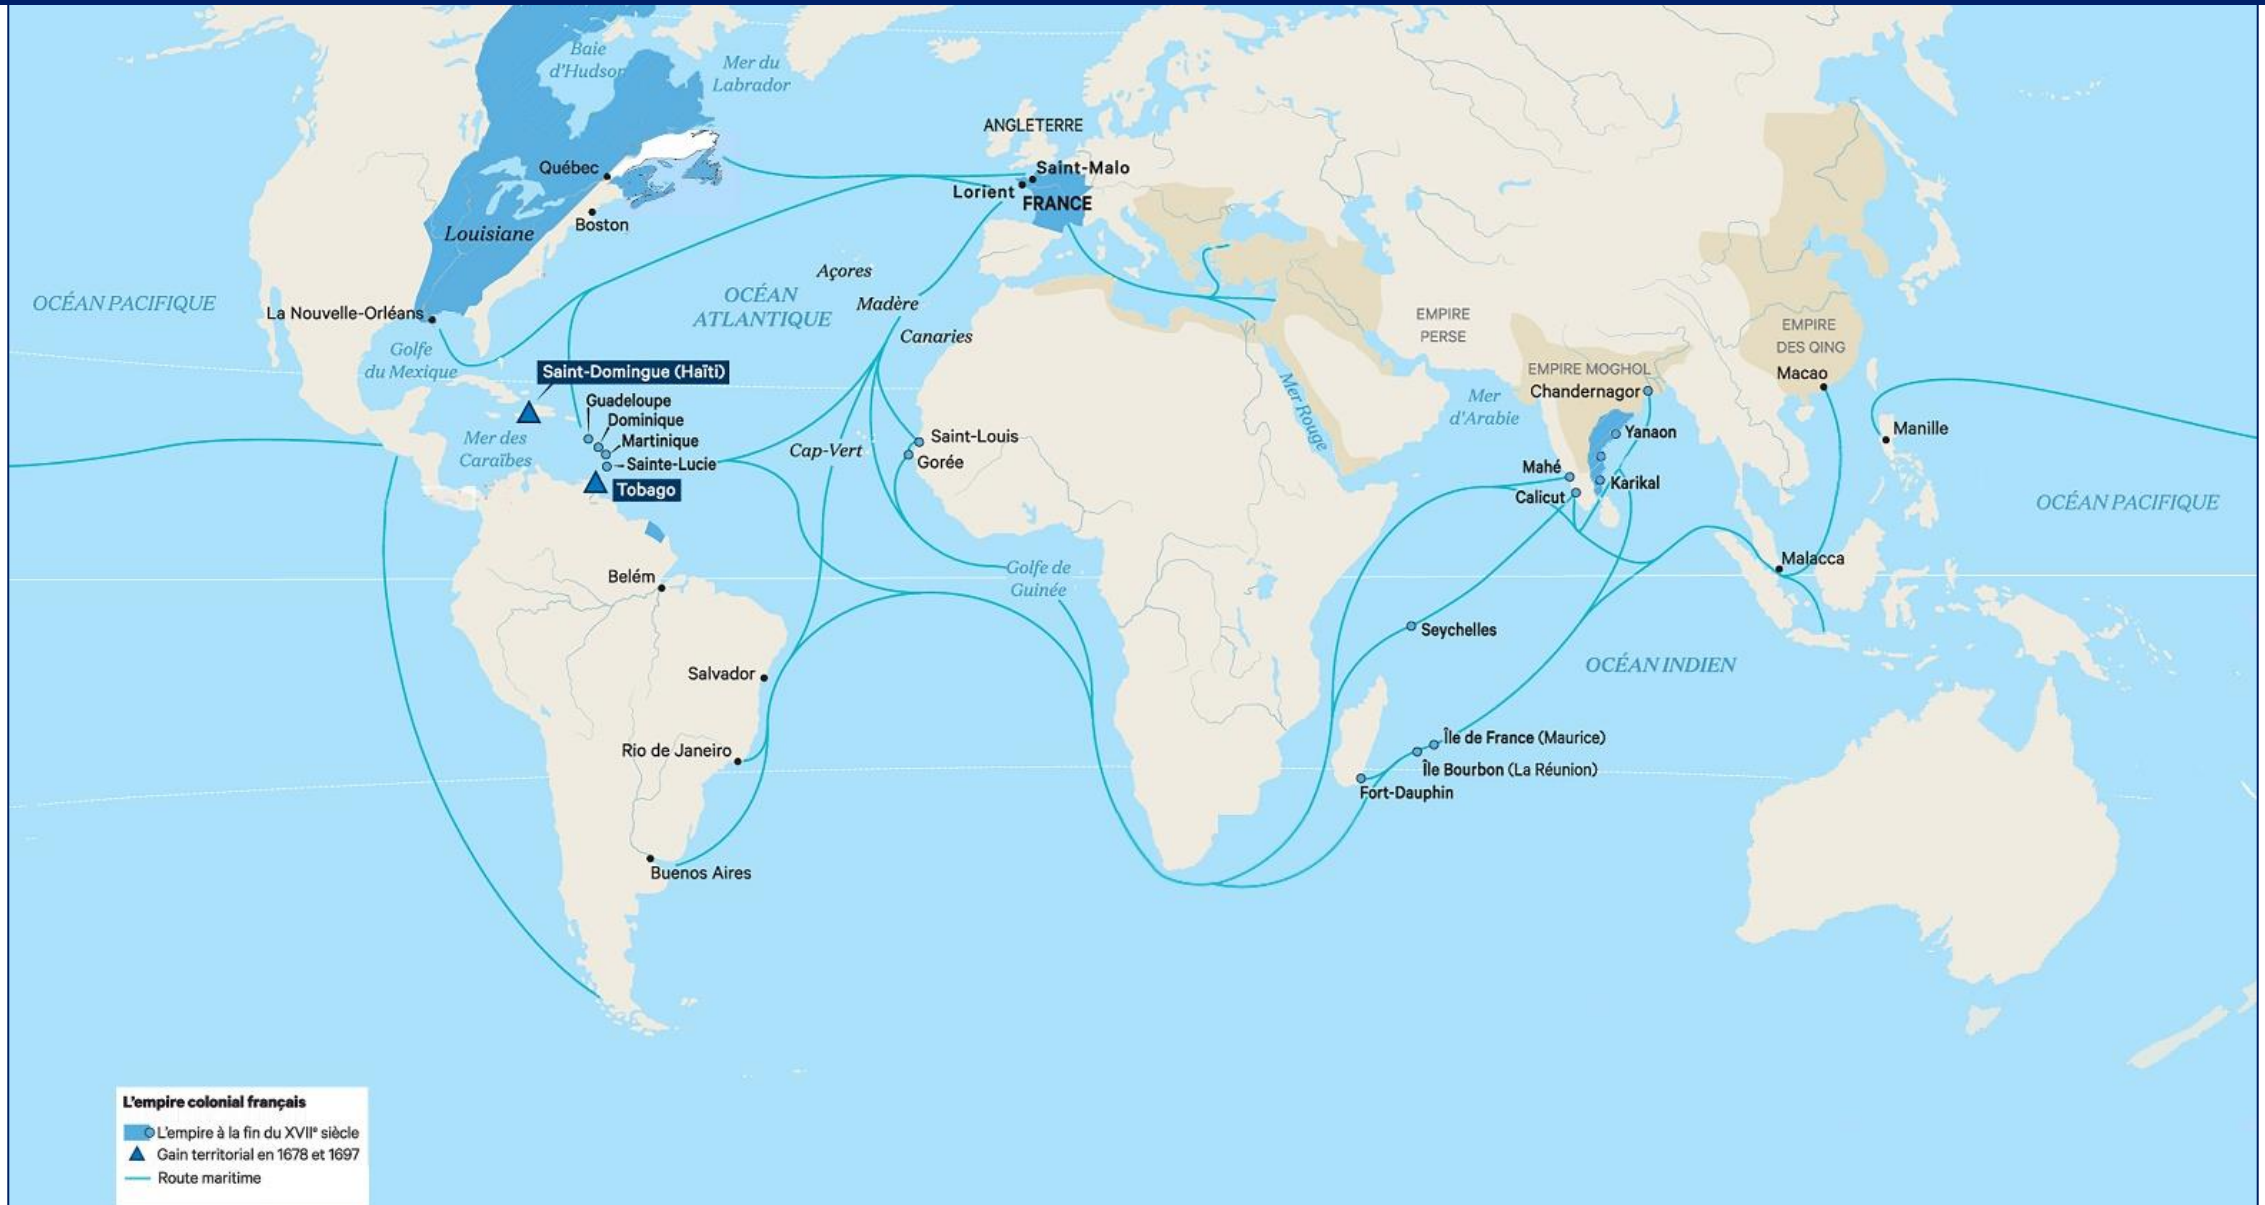 Baie
d'Hudson
Mer du
Labrador
ANGLETERRE
Québec
Saint-Malo
Lorient
FRANCE
Boston
Louisiane
Açores
OCÉAN PACIFIQUE
OCÉAN
ATLANTIQUE
Madère
La Nouvelle-Orléans
Canaries
EMPIRE
PERSE
EMPIRE
DES QING
Golfe
du Mexique
Saint-Domingue (Haïti)
EMPIRE MOGHOL
Macao
Chandernagor
Mer Rouge
Mer
d'Arabie
Guadeloupe
Dominique
Martinique
Sainte-Lucie
Tobago
Mer des
Caraïbes
Cap-Vert
Saint-Louis
Gorée
Yanaon
Manille
Mahé
Karikal
Calicut
OCÉAN PACIFIQUE
Golfe de
Guinée
Malacca
Belém
Seychelles
OCÉAN INDIEN
Salvador
Rio de Janeiro
Île de France (Maurice)
Île Bourbon (La Réunion)
Fort-Dauphin
Buenos Aires
L'empire colonial français
L'empire à la fin du XVIIᵉ siècle
Gain territorial en 1678 et 1697
Route maritime